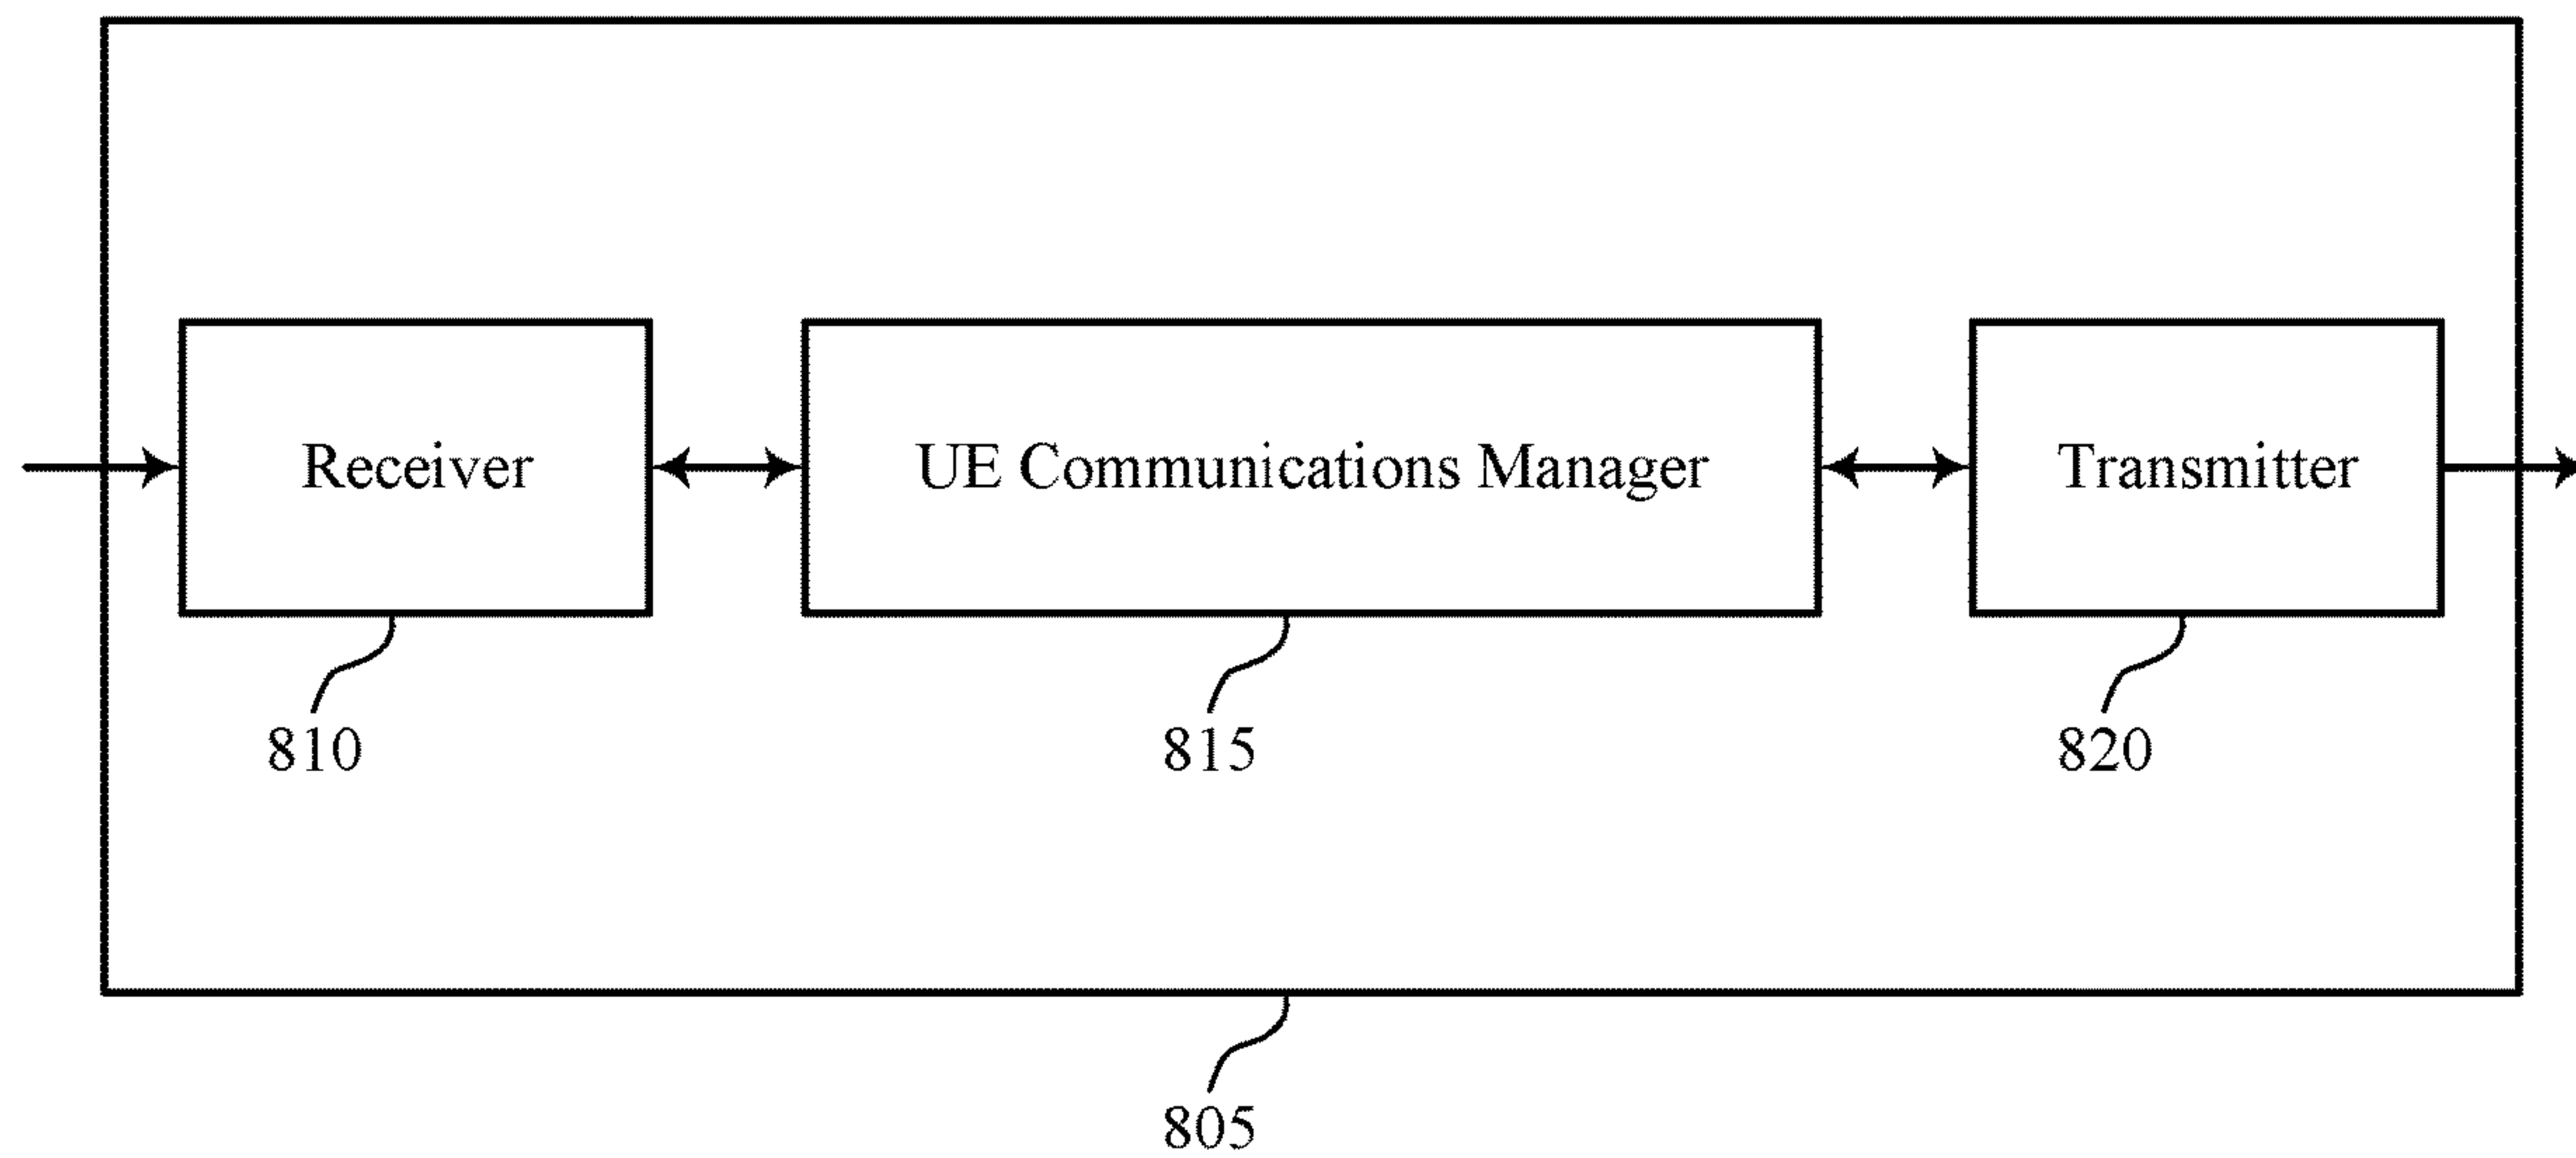 Receiver
UE Communications Manager
Transmitter
810
815
820
805